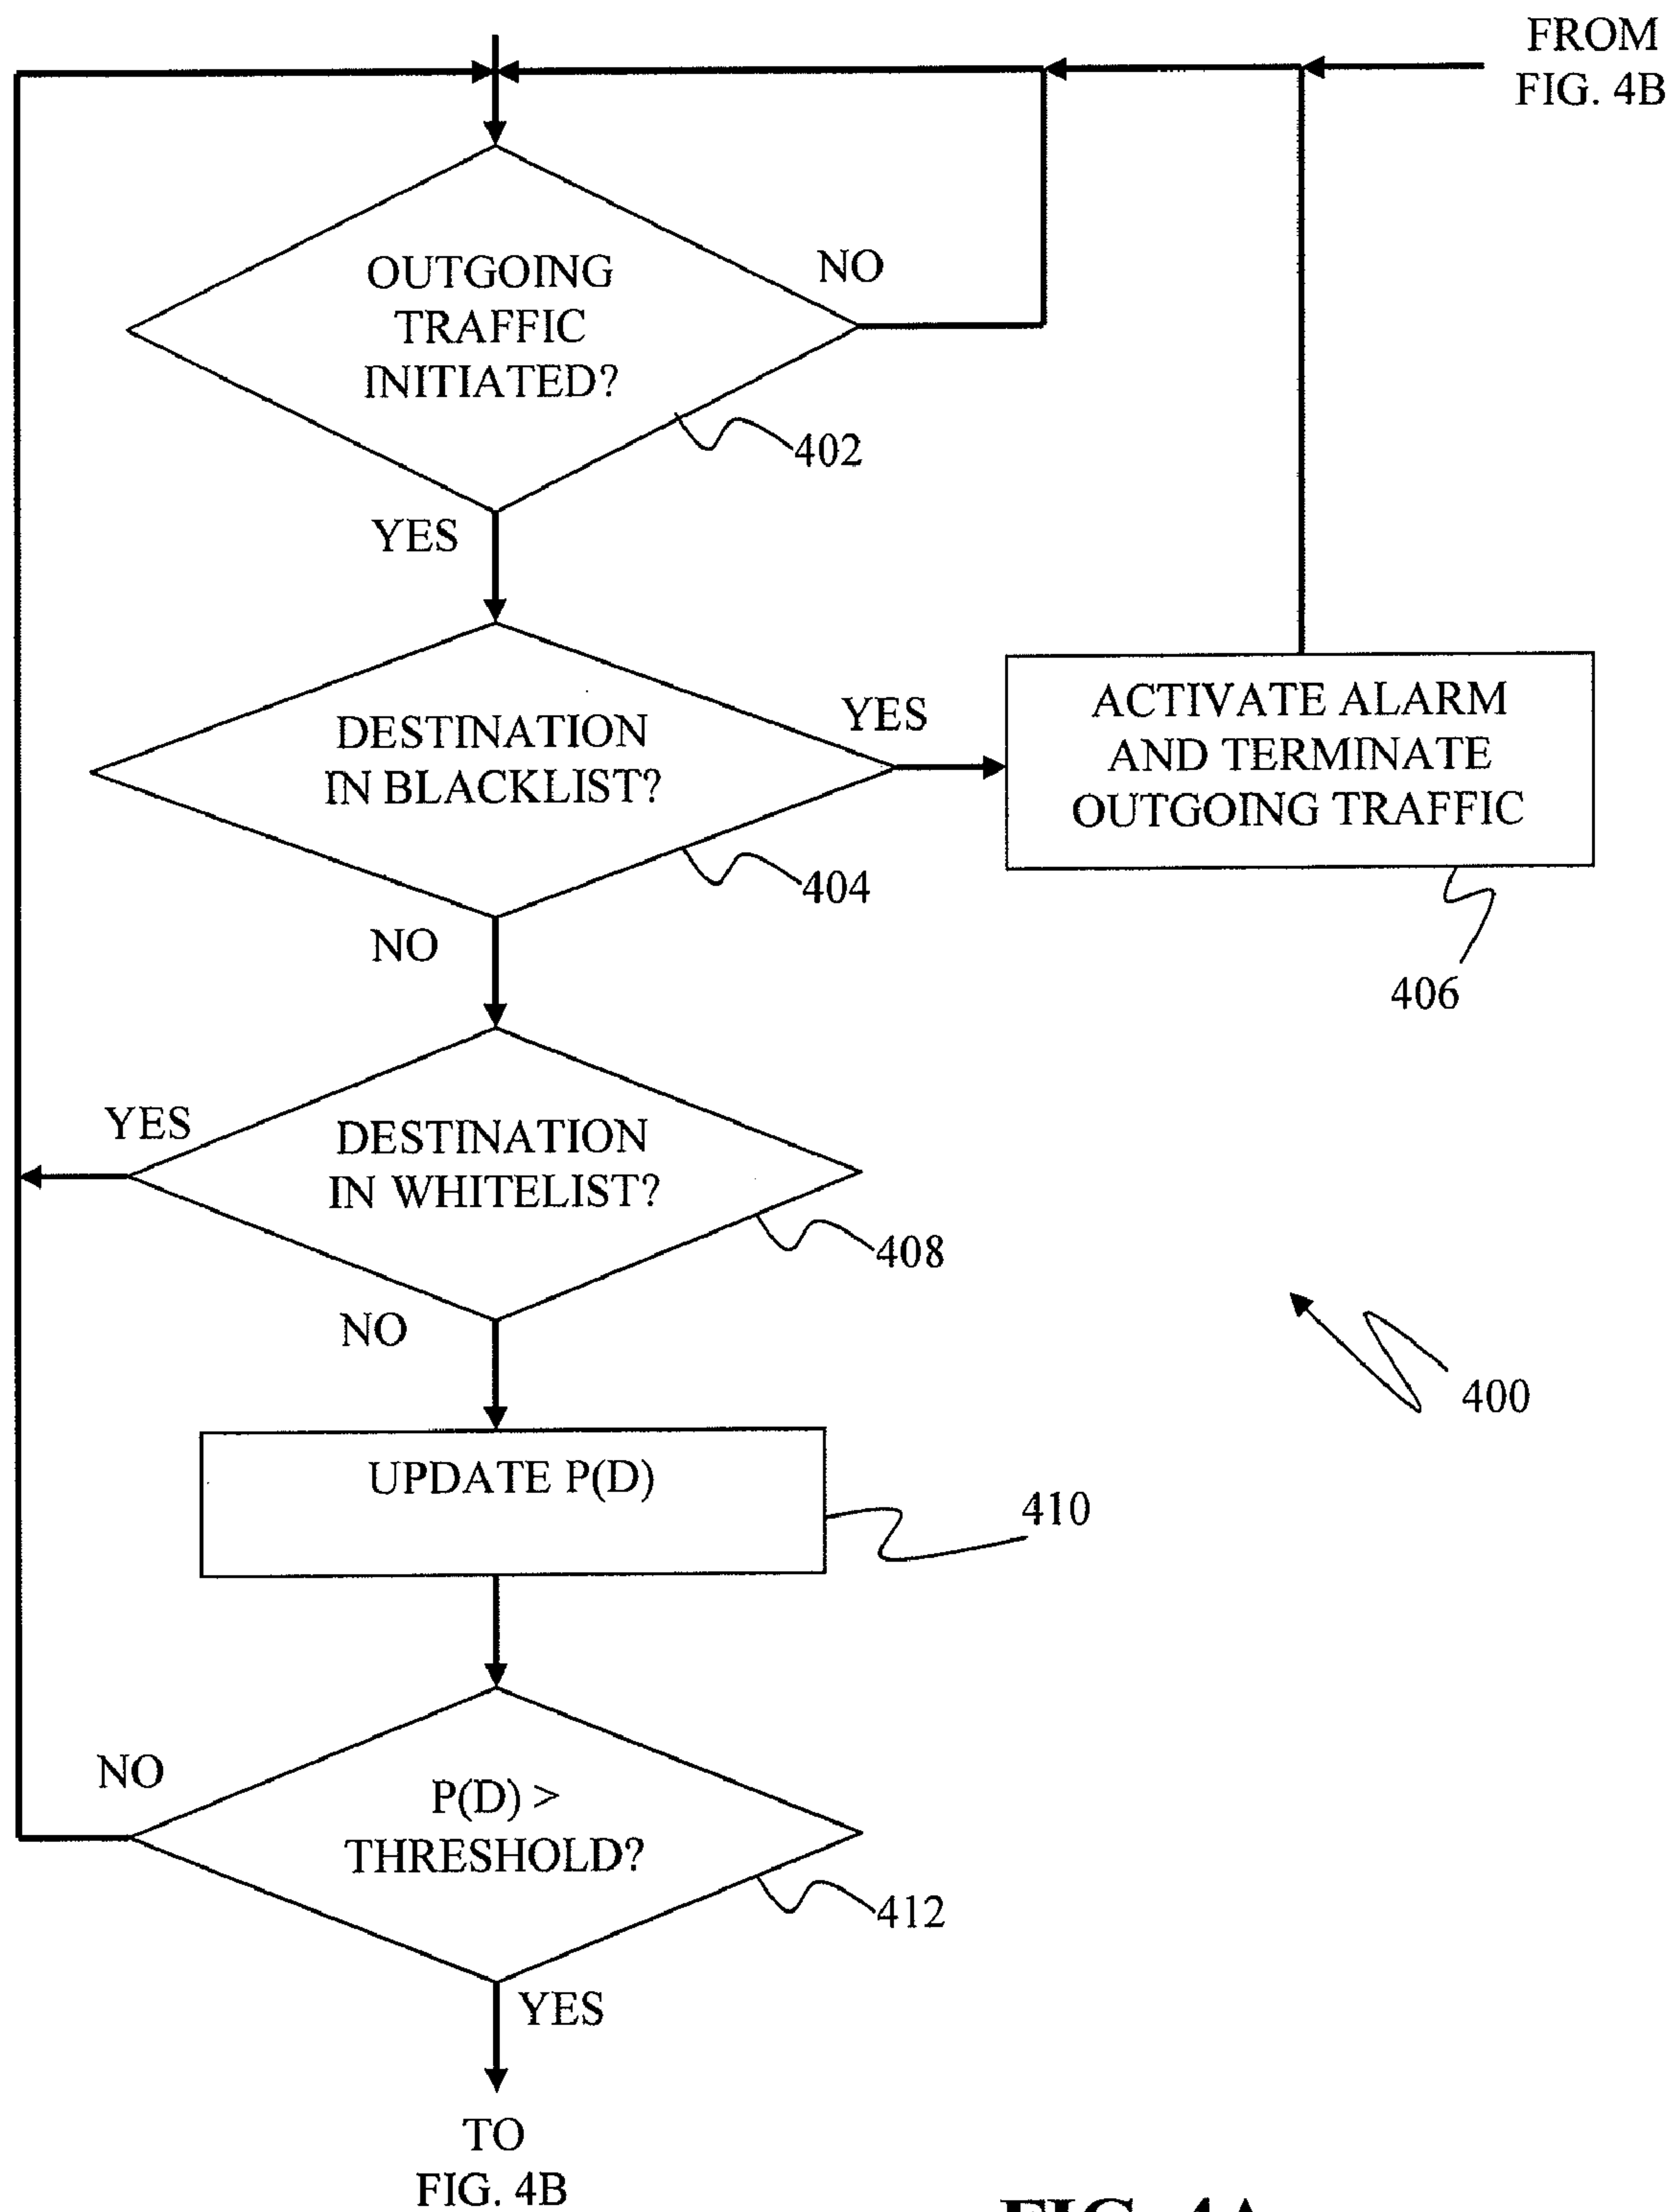 FROM
FIG. 4B
OUTGOING
TRAFFIC
INITIATED?
NO
402
YES
DESTINATION
IN BLACKLIST?
YES
404
ACTIVATE ALARM
AND TERMINATE
OUTGOING TRAFFIC
406
NO
YES
DESTINATION
IN WHITELIST?
408
NO
400
UPDATE P(D)
410
NO
P(D) >
THRESHOLD?
412
YES
TO
FIG. 4B
FIG. 4A